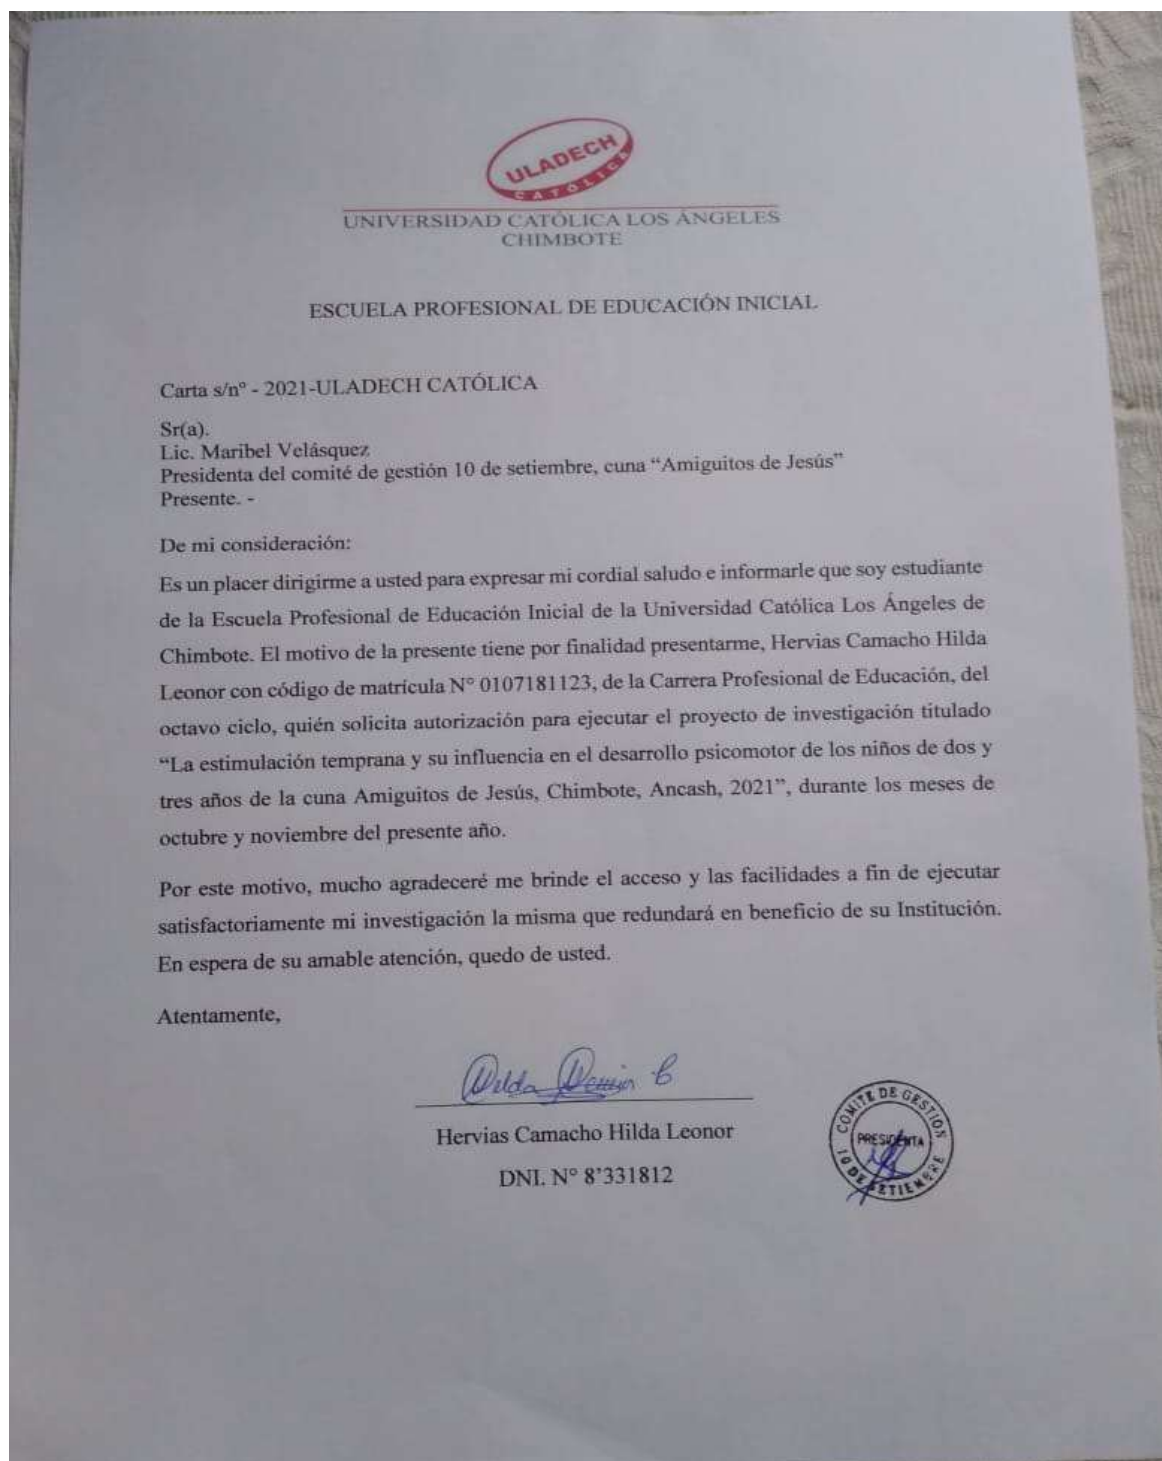 ULADECH
CATÓLICA
UNIVERSIDAD CATÓLICA LOS ÁNGELES
CHIMBOTE
ESCUELA PROFESIONAL DE EDUCACIÓN INICIAL
Carta s/nº - 2021-ULADECH CATÓLICA
Sr(a).
Lic. Maribel Velásquez
Presidenta del comité de gestión 10 de setiembre, cuna “Amiguitos de Jesús”
Presente. -
De mi consideración:
Es un placer dirigirme a usted para expresar mi cordial saludo e informarle que soy estudiante
de la Escuela Profesional de Educación Inicial de la Universidad Católica Los Ángeles de
Chimbote. El motivo de la presente tiene por finalidad presentarme, Hervias Camacho Hilda
Leonor con código de matrícula N° 0107181123, de la Carrera Profesional de Educación, del
octavo ciclo, quién solicita autorización para ejecutar el proyecto de investigación titulado
“La estimulación temprana y su influencia en el desarrollo psicomotor de los niños de dos y
tres años de la cuna Amiguitos de Jesús, Chimbote, Ancash, 2021”, durante los meses de
octubre y noviembre del presente año.
Por este motivo, mucho agradeceré me brinde el acceso y las facilidades a fin de ejecutar
satisfactoriamente mi investigación la misma que redundará en beneficio de su Institución.
En espera de su amable atención, quedo de usted.
Atentamente,
Hervias Camacho Hilda Leonor
DNI. N° 8’331812
COMITE DE GESTION
PRESIDENTA
10 DE SETIEMBRE